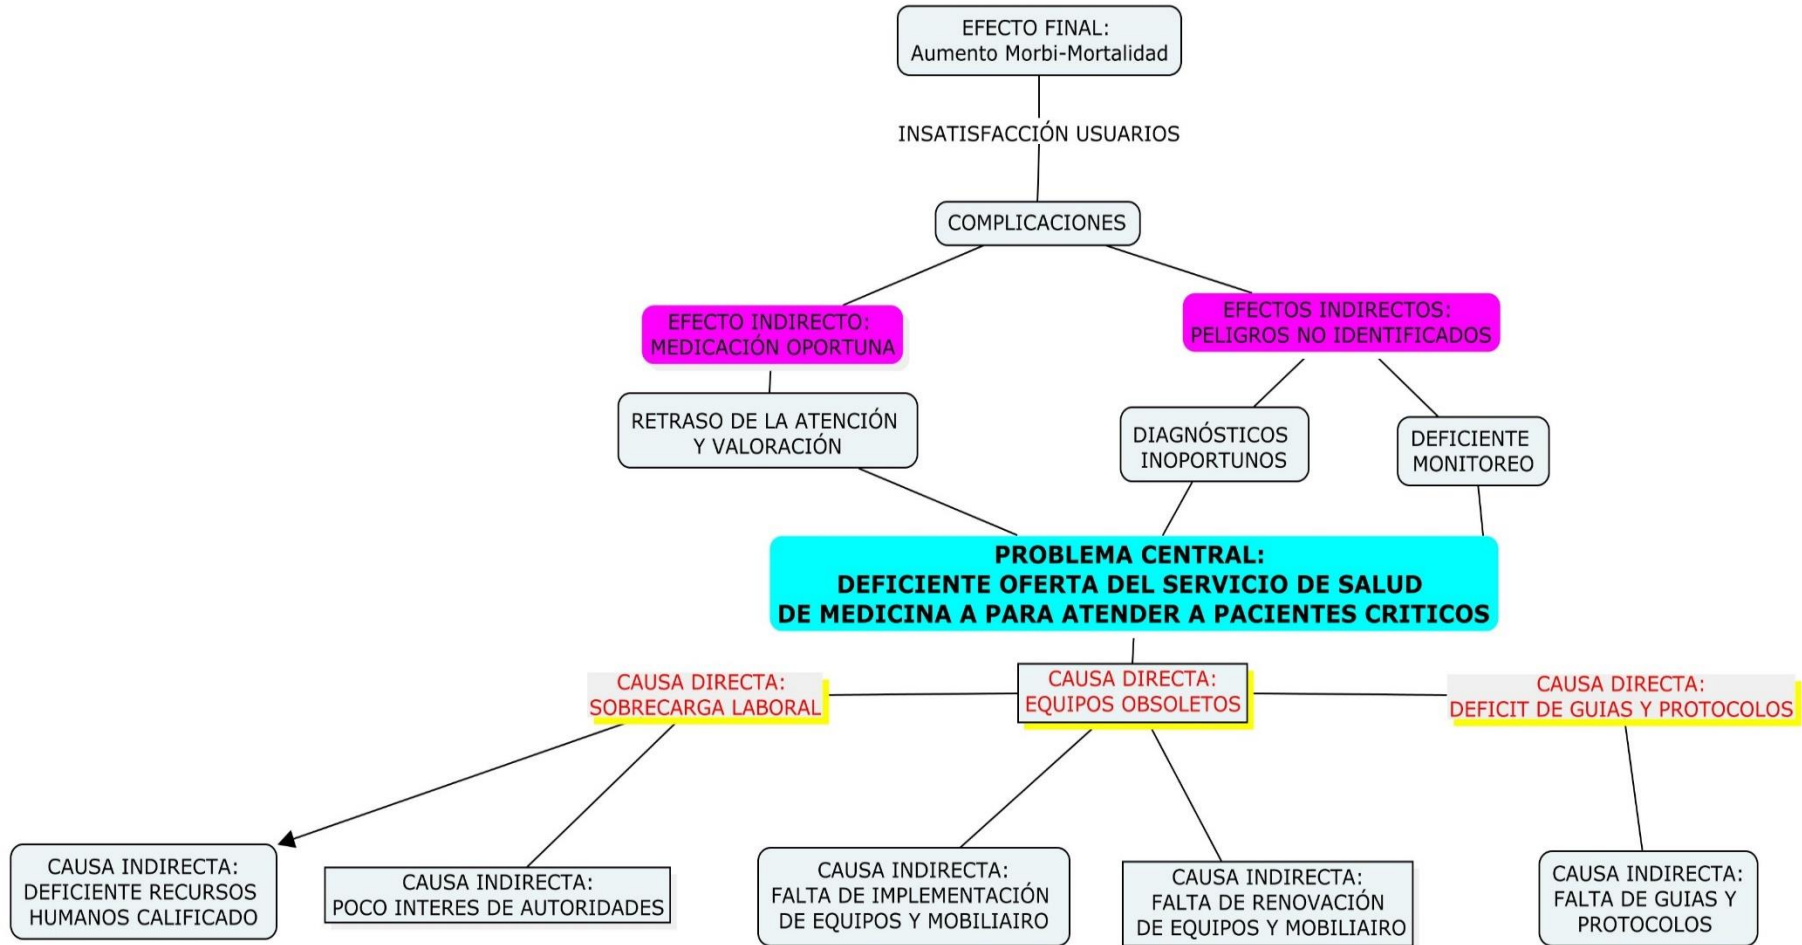 EFECTO FINAL:
Aumento Morbi-Mortalidad
INSATISFACCIÓN USUARIOS
COMPLICACIONES
EFECTO INDIRECTO:
MEDICACIÓN OPORTUNA
EFECTOS INDIRECTOS:
PELIGROS NO IDENTIFICADOS
RETRASO DE LA ATENCIÓN
Y VALORACIÓN
DIAGNÓSTICOS
INOPORTUNOS
DEFICIENTE
MONITOREO
PROBLEMA CENTRAL:
DEFICIENTE OFERTA DEL SERVICIO DE SALUD
DE MEDICINA A PARA ATENDER A PACIENTES CRITICOS
CAUSA DIRECTA:
SOBRECARGA LABORAL
CAUSA DIRECTA:
EQUIPOS OBSOLETOS
CAUSA DIRECTA:
DEFICIT DE GUIAS Y PROTOCOLOS
CAUSA INDIRECTA:
DEFICIENTE RECURSOS
HUMANOS CALIFICADO
CAUSA INDIRECTA:
POCO INTERES DE AUTORIDADES
CAUSA INDIRECTA:
FALTA DE IMPLEMENTACIÓN
DE EQUIPOS Y MOBILIAIRO
CAUSA INDIRECTA:
FALTA DE RENOVACIÓN
DE EQUIPOS Y MOBILIAIRO
CAUSA INDIRECTA:
FALTA DE GUIAS Y
PROTOCOLOS